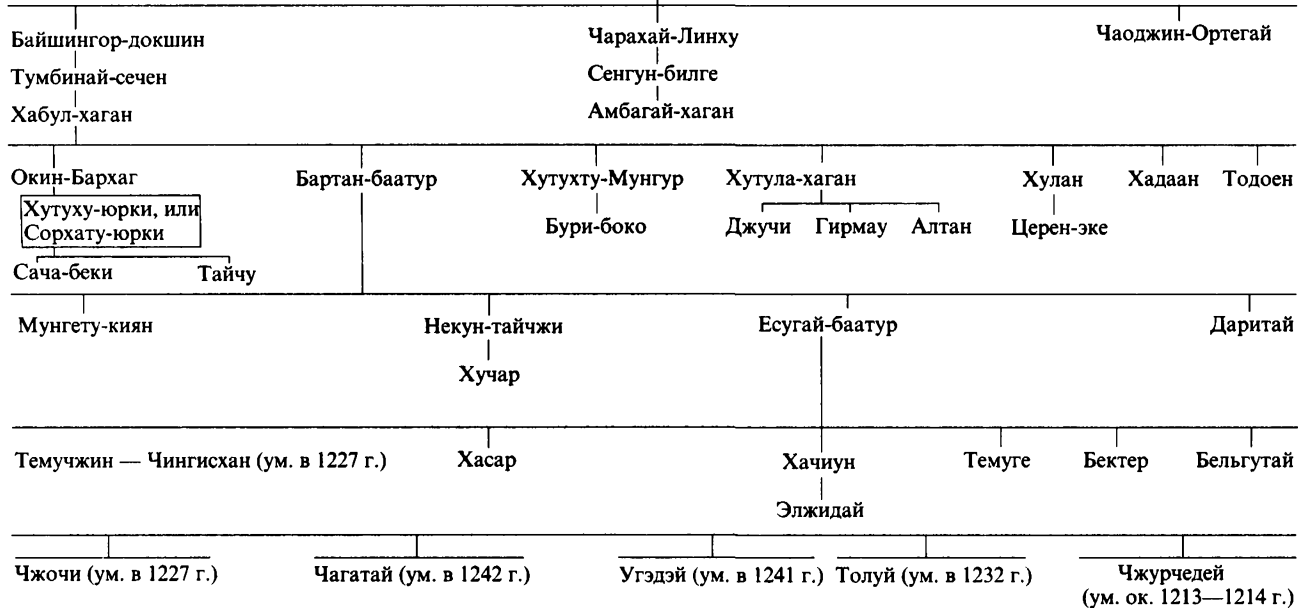 Байшингор-докшин Чарахай-Линху Чаоджин-Ортегай
Тумбинай-сечен Сенгун-билге
Хабул-хаган Амбагай-хаган
Окин-Бархаг Бартан-баатур Хутухту-Мунгур Хутула-хаган Хулан Хадаан Тодоен
Хутуху-юрки, или
Сорхату-юрки
Бури-боко Джучи Гирмау Алтан Церен-эке
Сача-беки Тайчу
Мунгету-киян Некун-тайчжи Есугай-баатур Даритай
Хучар
Темучжин — Чингисхан (ум. в 1227 г.) Хасар Хачиун Темуге Бектер Бельгутай
Элжидай
Чжочи (ум. в 1227 г.) Чагатай (ум. в 1242 г.) Угэдэй (ум. в 1241 г.) Толуй (ум. в 1232 г.) Чжурчедей
(ум. ок. 1213—1214 г.)